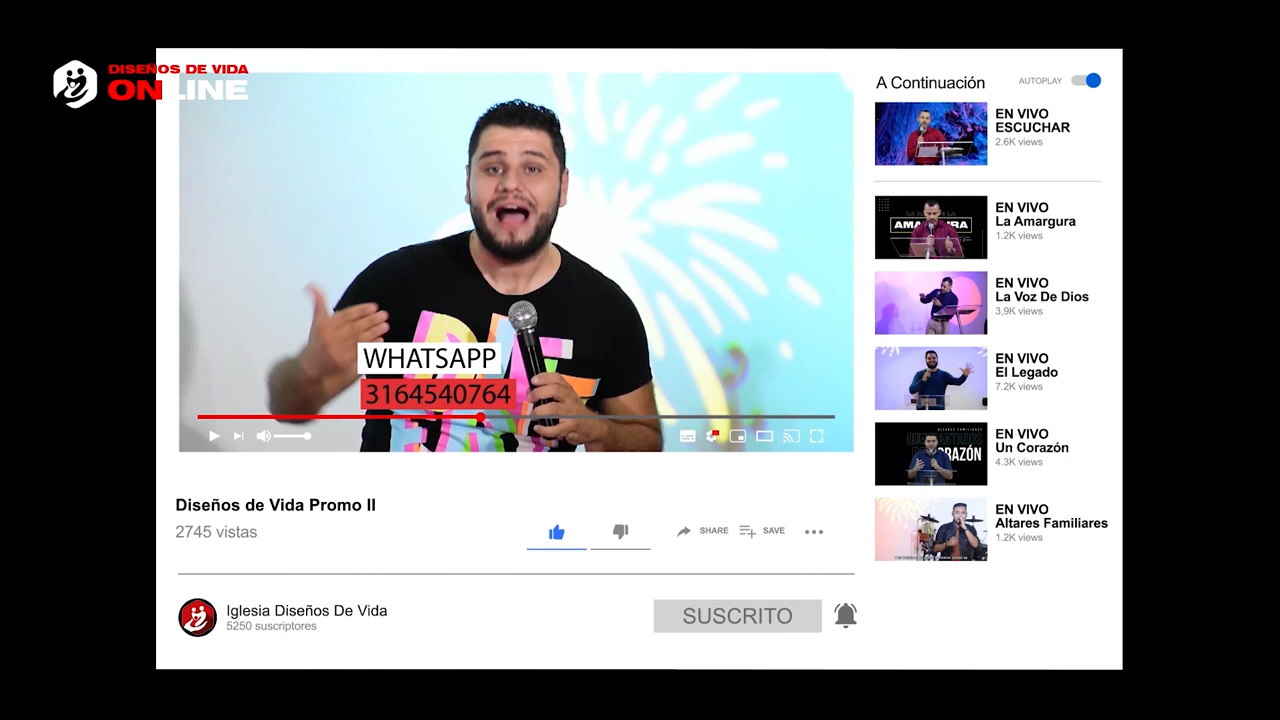 DISEÑOS DE VIDA
ONLINE
WHATSAPP
3164540764
Diseños de Vida Promo II
2745 vistas
SHARE
SAVE
Iglesia Diseños De Vida
5250 suscriptores
SUSCRITO
A Continuación
AUTOPLAY
EN VIVO
ESCUCHAR
2.6K views
EN VIVO
La Amargura
1.2K views
EN VIVO
La Voz De Dios
3,9K views
EN VIVO
El Legado
7.2K views
EN VIVO
Un Corazón
4.3K views
EN VIVO
Altares Familiares
1.2K views